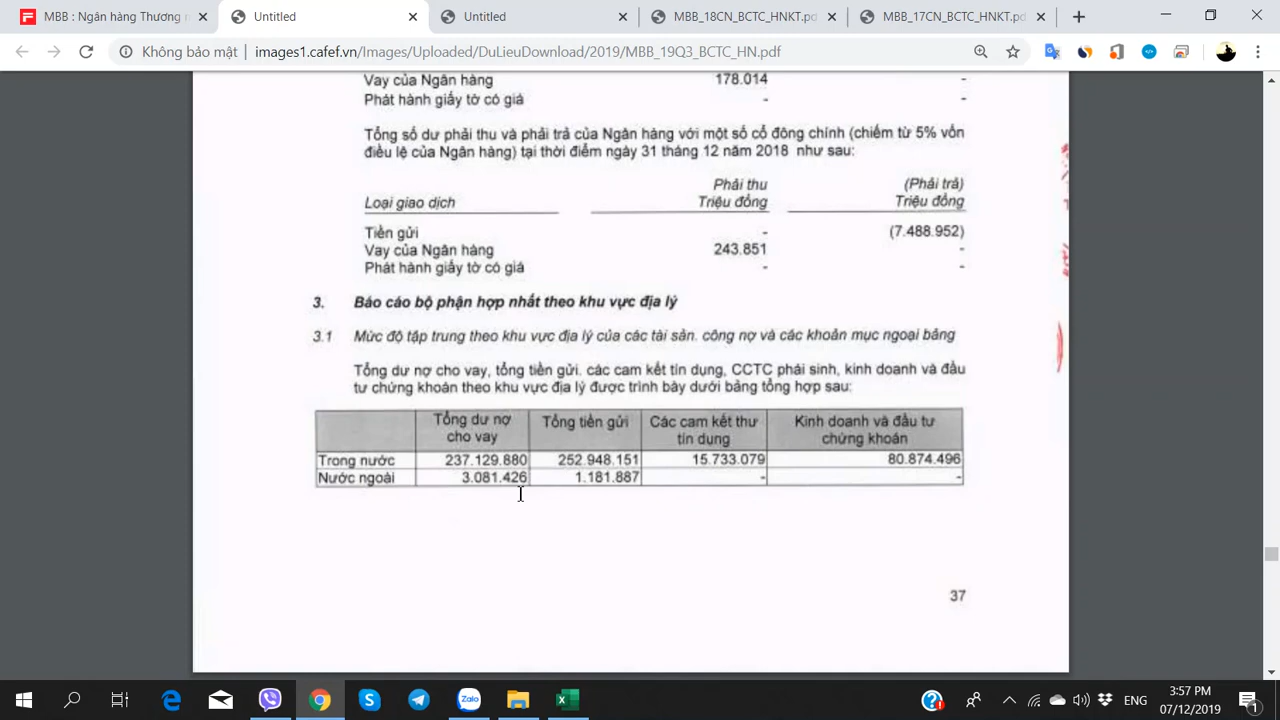 MBB : Ngân hàng Thương r
Untitled
Untitled
MBB_18CN_BCTC_HNKT.p
MBB_17CN_BCTC_HNKT.pd
Không bảo mật
images1.cafef.vn/Images/Uploaded/DuLieuDownload/2019/MBB_19Q3_BCTC_HN.pdf
Vay của Ngân hàng 178.014 -
Phát hành giấy tờ có giá - -
Tổng số dư phải thu và phải trả của Ngân hàng với một số cổ đông chính (chiếm từ 5% vốn
điều lệ của Ngân hàng) tại thời điểm ngày 31 tháng 12 năm 2018 như sau:
Phải thu (Phải trả)
Loại giao dịch Triệu đồng Triệu đồng
Tiền gửi - (7.488.952)
Vay của Ngân hàng 243.851 -
Phát hành giấy tờ có giá - -
3. Báo cáo bộ phận hợp nhất theo khu vực địa lý
3.1 Mức độ tập trung theo khu vực địa lý của các tài sản. công nợ và các khoản mục ngoại bảng
Tổng dư nợ cho vay, tổng tiền gửi. các cam kết tín dụng, CCTC phái sinh, kinh doanh và đầu
tư chứng khoán theo khu vực địa lý được trình bày dưới bảng tổng hợp sau:
Tổng dư nợ Tổng tiền gửi Các cam kết thư Kinh doanh và đầu tư
cho vay tín dụng chứng khoán
Trong nước 237.129.880 252.948.151 15.733.079 80.874.496
Nước ngoài 3.081.426 1.181.887 - -
37
Zalo
ENG
3:57 PM
07/12/2019
1